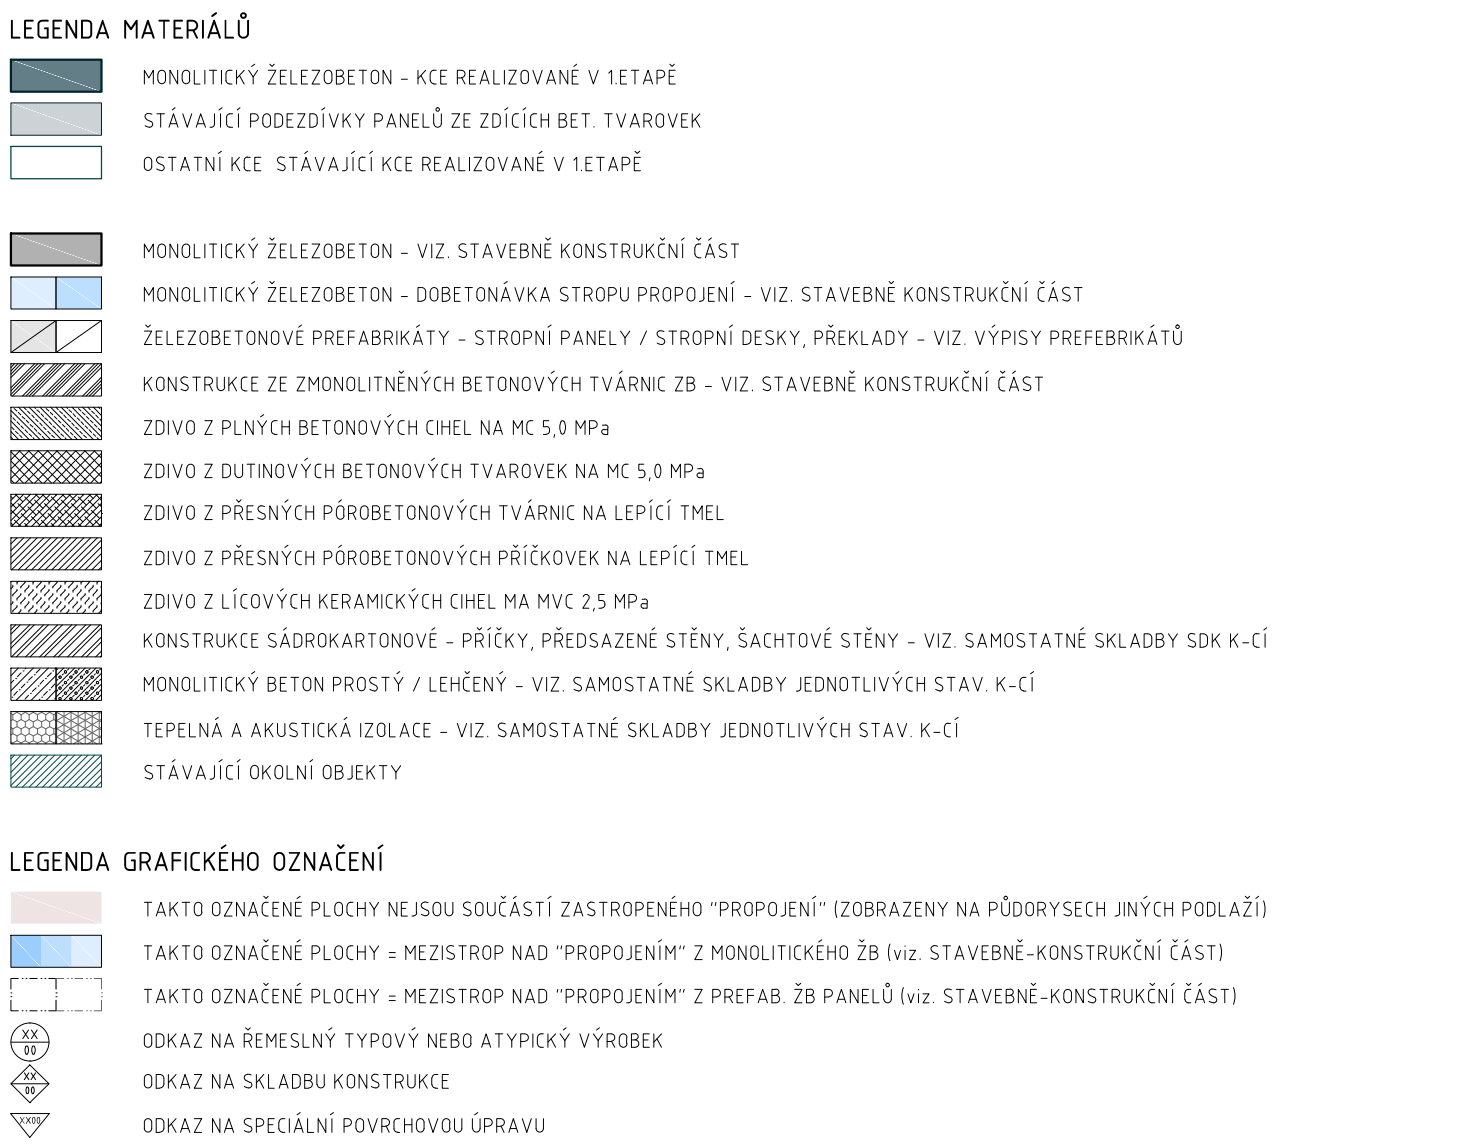 LEGENDA MATERIÁLŮ
MONOLITICKÝ ŽELEZOBETON - KCE REALIZOVANÉ V 1.ETAPĚ
STÁVAJÍCÍ PODEZDÍVKY PANELŮ ZE ZDÍCÍCH BET. TVAROVEK
OSTATNÍ KCE STÁVAJÍCÍ KCE REALIZOVANÉ V 1.ETAPĚ
MONOLITICKÝ ŽELEZOBETON - VIZ. STAVEBNĚ KONSTRUKČNÍ ČÁST
MONOLITICKÝ ŽELEZOBETON - DOBETONÁVKA STROPU PROPOJENÍ - VIZ. STAVEBNĚ KONSTRUKČNÍ ČÁST
ŽELEZOBETONOVÉ PREFABRIKÁTY - STROPNÍ PANELY / STROPNÍ DESKY, PŘEKLADY - VIZ. VÝPISY PREFEBRIKÁTŮ
KONSTRUKCE ZE ZMONOLITNĚNÝCH BETONOVÝCH TVÁRNIC ZB - VIZ. STAVEBNĚ KONSTRUKČNÍ ČÁST
ZDIVO Z PLNÝCH BETONOVÝCH CIHEL NA MC 5,0 MPa
ZDIVO Z DUTINOVÝCH BETONOVÝCH TVAROVEK NA MC 5,0 MPa
ZDIVO Z PŘESNÝCH PÓROBETONOVÝCH TVÁRNIC NA LEPÍCÍ TMEL
ZDIVO Z PŘESNÝCH PÓROBETONOVÝCH PŘÍČKOVEK NA LEPÍCÍ TMEL
ZDIVO Z LÍCOVÝCH KERAMICKÝCH CIHEL MA MVC 2,5 MPa
KONSTRUKCE SÁDROKARTONOVÉ - PŘÍČKY, PŘEDSAZENÉ STĚNY, ŠACHTOVÉ STĚNY - VIZ. SAMOSTATNÉ SKLADBY SDK K-CÍ
MONOLITICKÝ BETON PROSTÝ / LEHČENÝ - VIZ. SAMOSTATNÉ SKLADBY JEDNOTLIVÝCH STAV. K-CÍ
TEPELNÁ A AKUSTICKÁ IZOLACE - VIZ. SAMOSTATNÉ SKLADBY JEDNOTLIVÝCH STAV. K-CÍ
STÁVAJÍCÍ OKOLNÍ OBJEKTY
LEGENDA GRAFICKÉHO OZNAČENÍ
TAKTO OZNAČENÉ PLOCHY NEJSOU SOUČÁSTÍ ZASTROPENÉHO "PROPOJENÍ" (ZOBRAZENY NA PŮDORYSECH JINÝCH PODLAŽÍ)
TAKTO OZNAČENÉ PLOCHY = MEZISTROP NAD "PROPOJENÍM" Z MONOLITICKÉHO ŽB (viz. STAVEBNĚ-KONSTRUKČNÍ ČÁST)
TAKTO OZNAČENÉ PLOCHY = MEZISTROP NAD "PROPOJENÍM" Z PREFAB. ŽB PANELŮ (viz. STAVEBNĚ-KONSTRUKČNÍ ČÁST)
XX
00
ODKAZ NA ŘEMESLNÝ TYPOVÝ NEBO ATYPICKÝ VÝROBEK
XX
00
ODKAZ NA SKLADBU KONSTRUKCE
XX00
ODKAZ NA SPECIÁLNÍ POVRCHOVOU ÚPRAVU